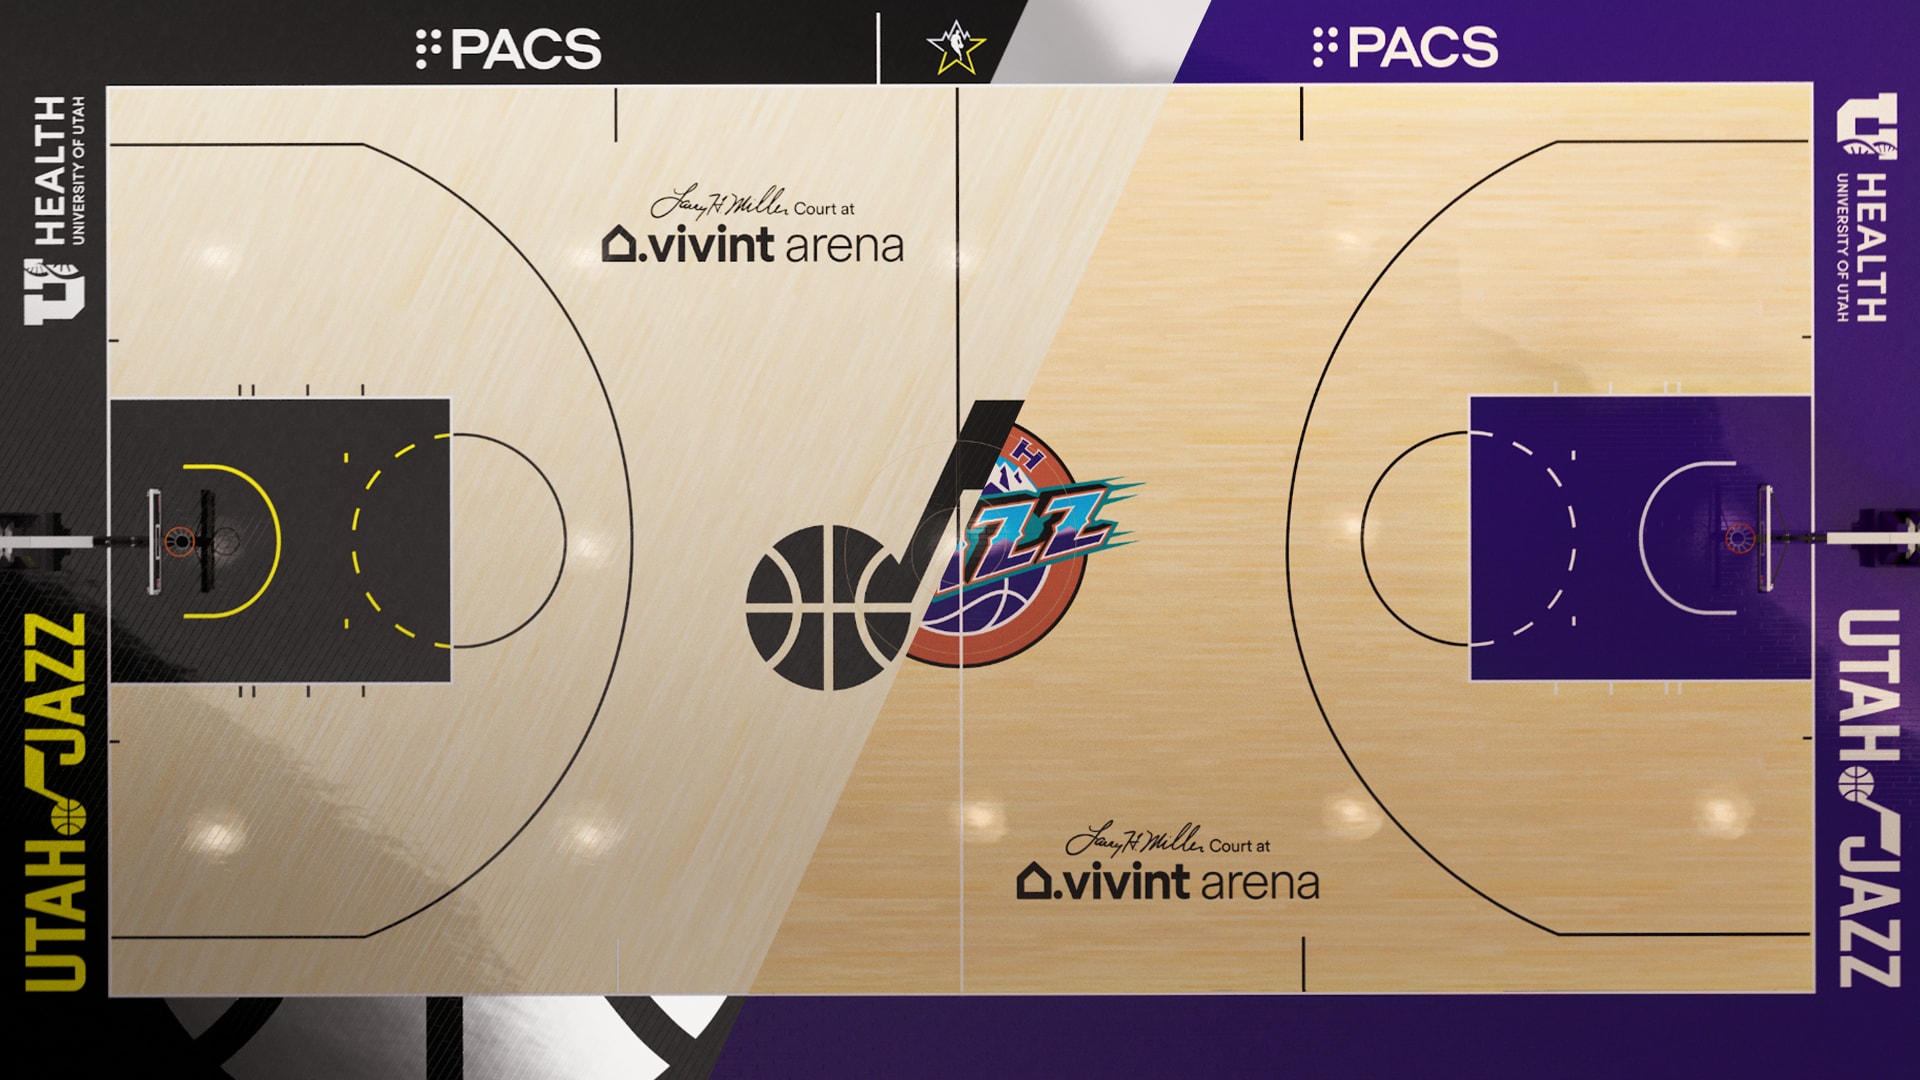 PACS
PACS
HEALTH
UNIVERSITY OF UTAH
HEALTH
UNIVERSITY OF UTAH
Larry H. Miller Court at
vivint arena
H
ZZ
UTAH JAZZ
UTAH JAZZ
Larry H. Miller Court at
vivint arena